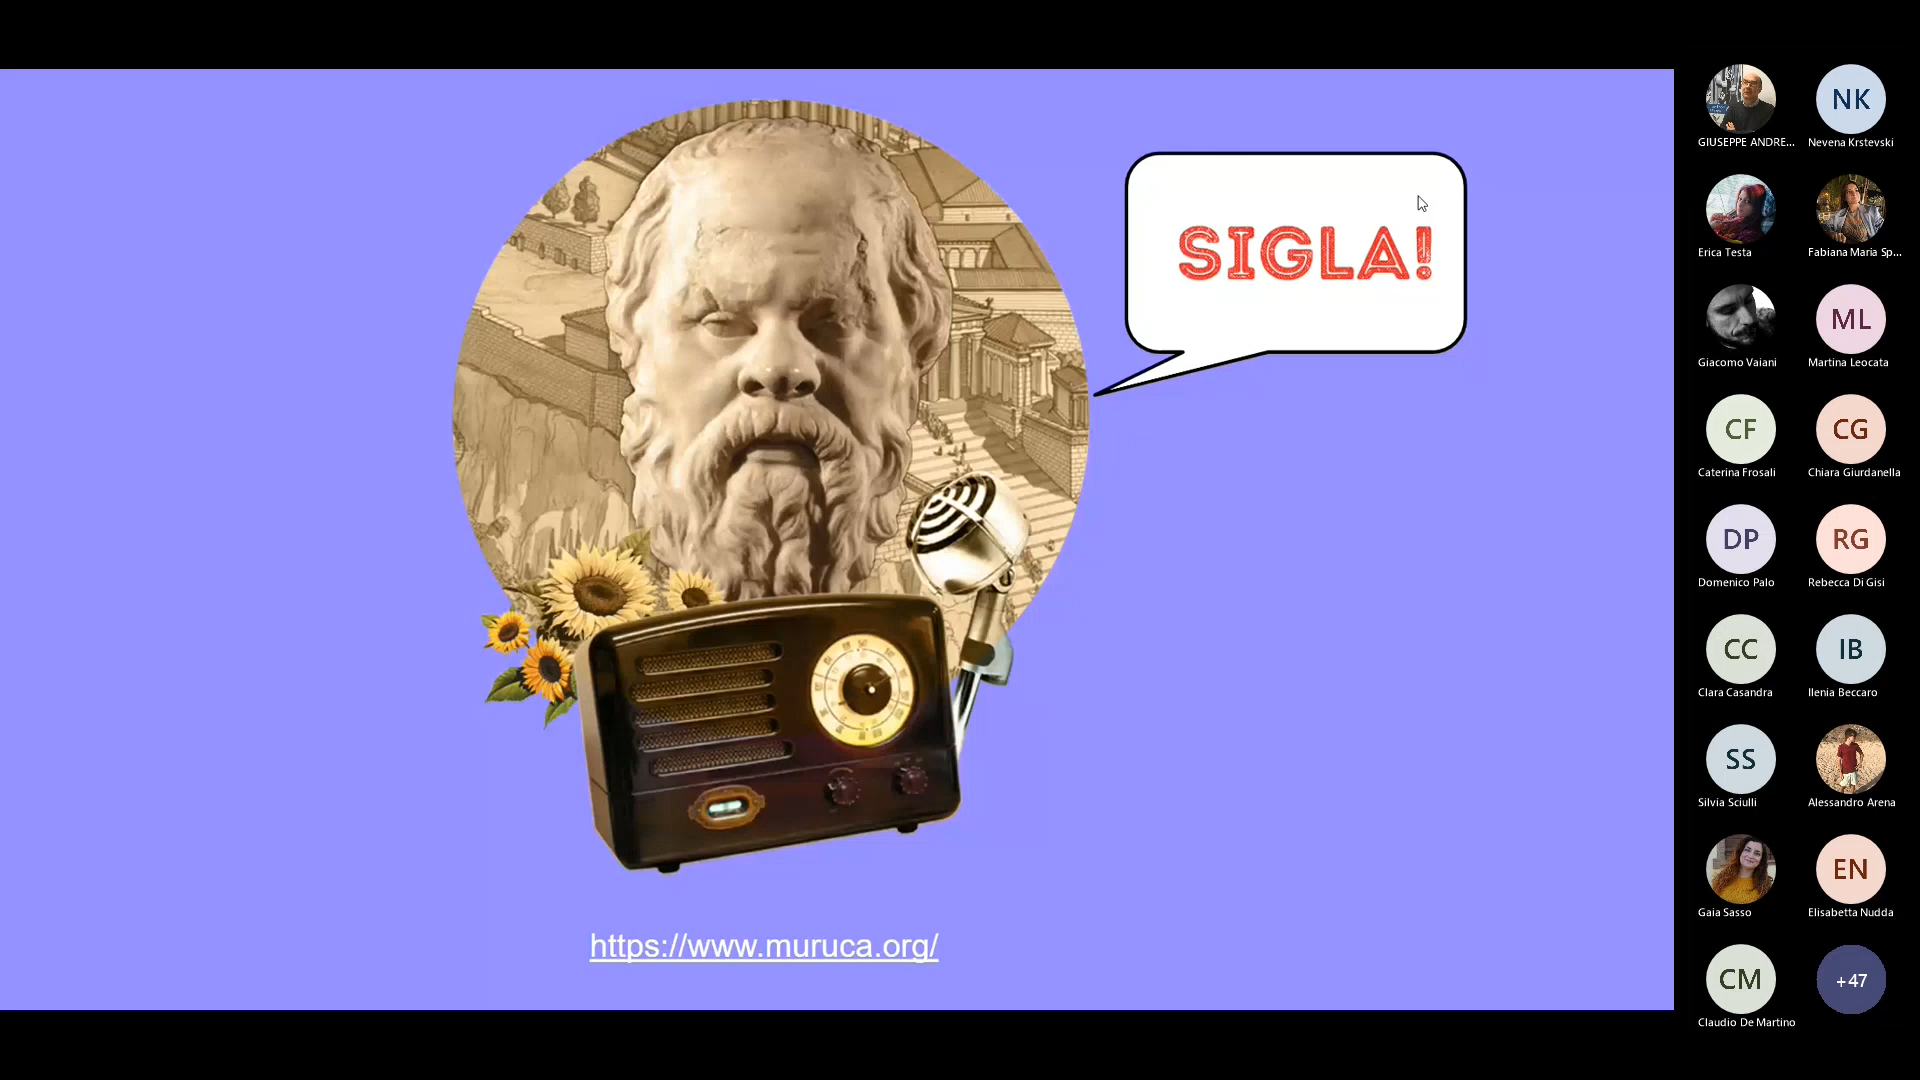 SIGLA!
https://www.muruca.org/
GIUSEPPE ANDRE...
NK
Nevena Krstevski
Erica Testa
Fabiana Maria Sp...
Giacomo Vaiani
ML
Martina Leocata
CF
Caterina Frosali
CG
Chiara Giurdanella
DP
Domenico Palo
RG
Rebecca Di Gisi
CC
Clara Casandra
IB
Ilenia Beccaro
SS
Silvia Sciulli
Alessandro Arena
Gaia Sasso
EN
Elisabetta Nudda
CM
Claudio De Martino
+47